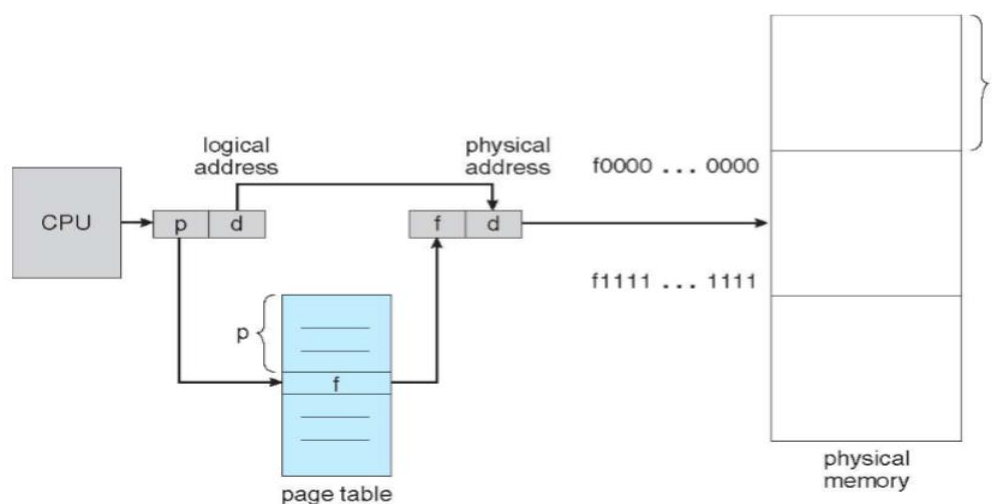 logical
address
physical
address
f0000 ... 0000
CPU
p
d
f
d
f1111 ... 1111
p
f
page table
physical
memory